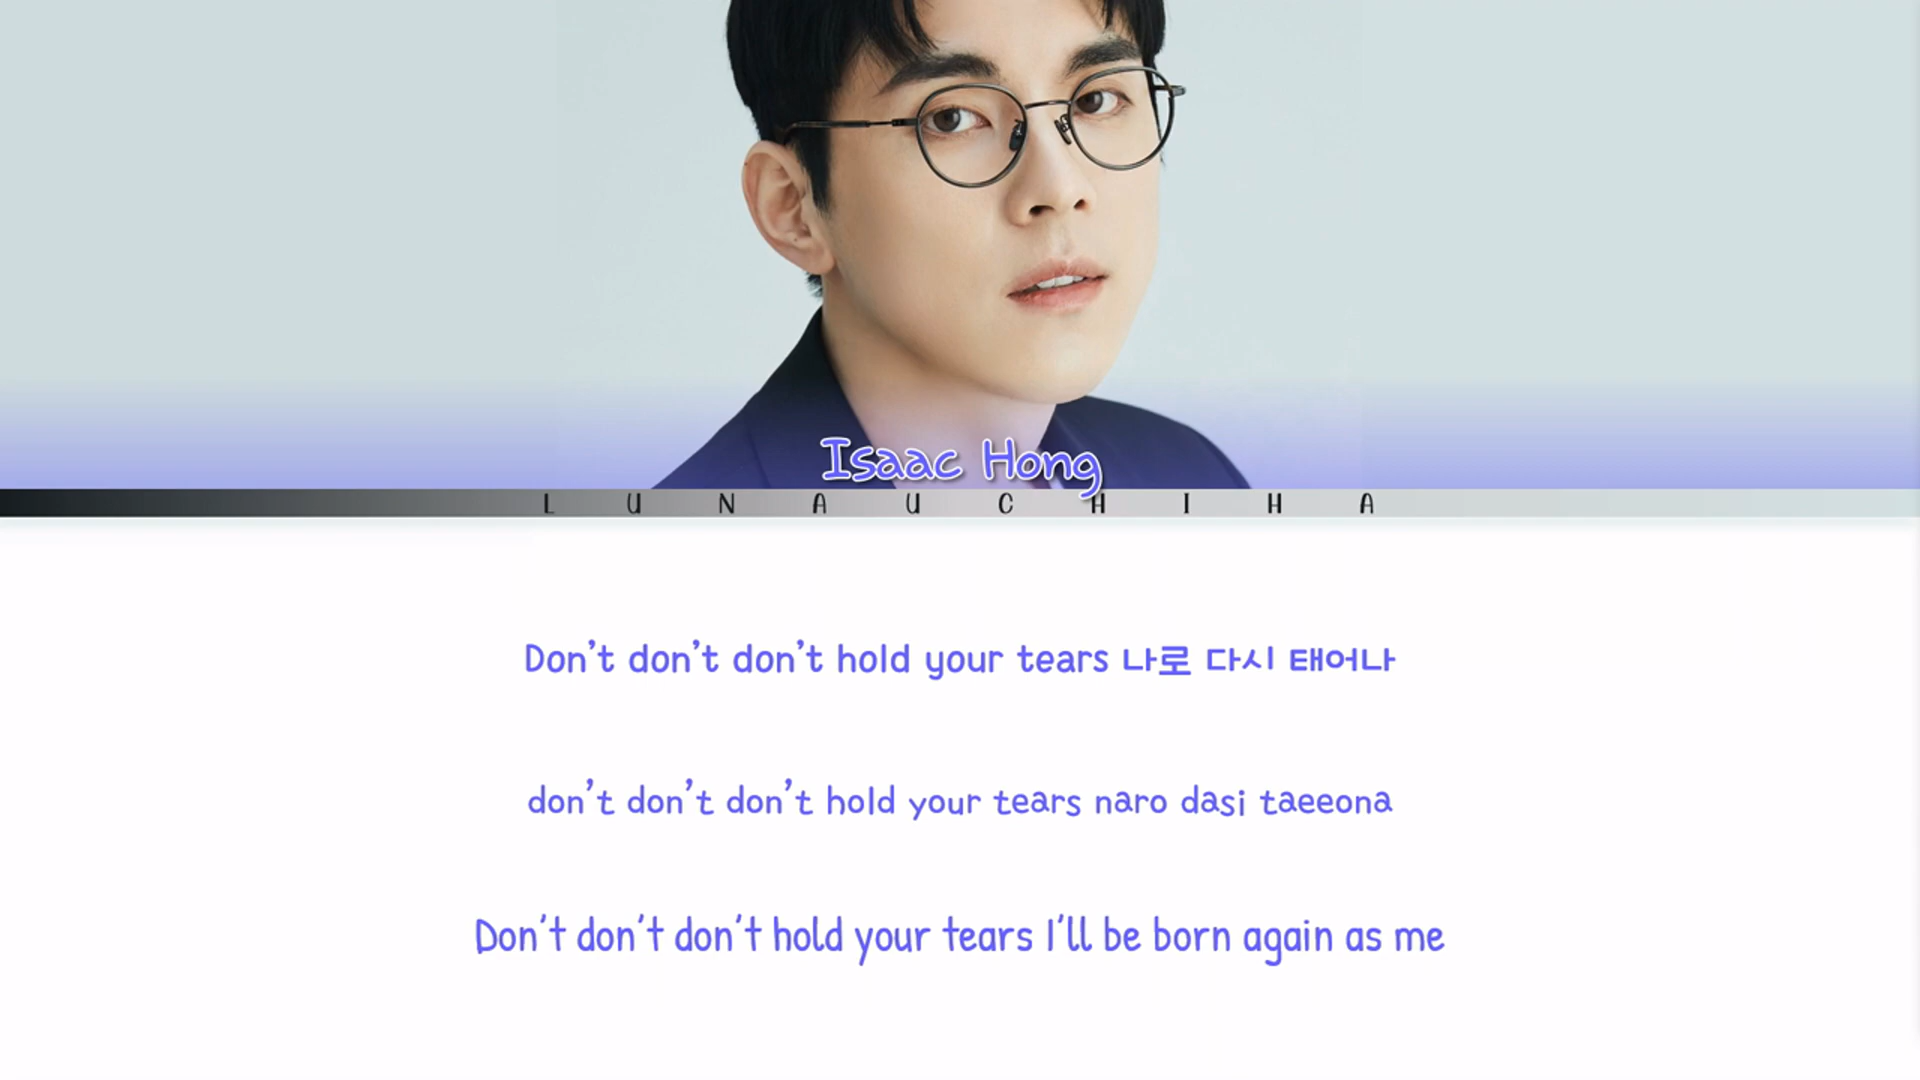 Isaac Hong
LUNAUCHIHA
Don’t don’t don’t hold your tears 나로 다시 태어나
don’t don’t don’t hold your tears naro dasi taeeona
Don't don't don't hold your tears I'll be born again as me